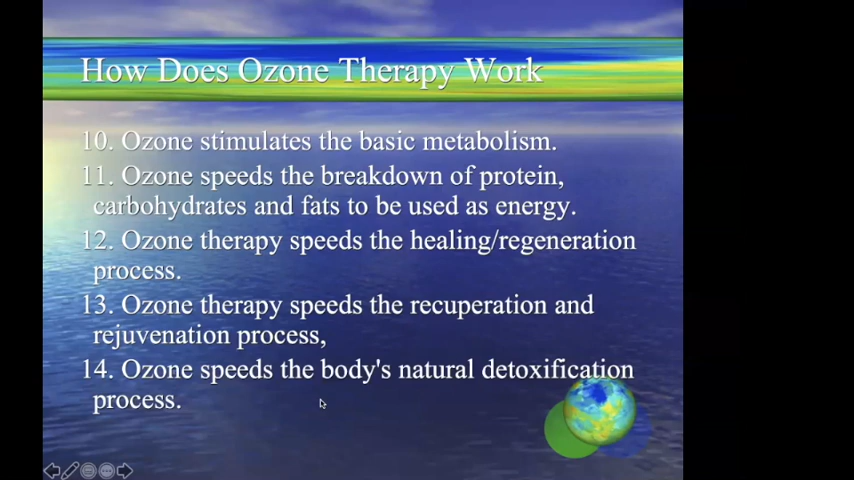 How Does Ozone Therapy Work
10. Ozone stimulates the basic metabolism.
11. Ozone speeds the breakdown of protein,
carbohydrates and fats to be used as energy.
12. Ozone therapy speeds the healing/regeneration
process.
13. Ozone therapy speeds the recuperation and
rejuvenation process,
14. Ozone speeds the body's natural detoxification
process.